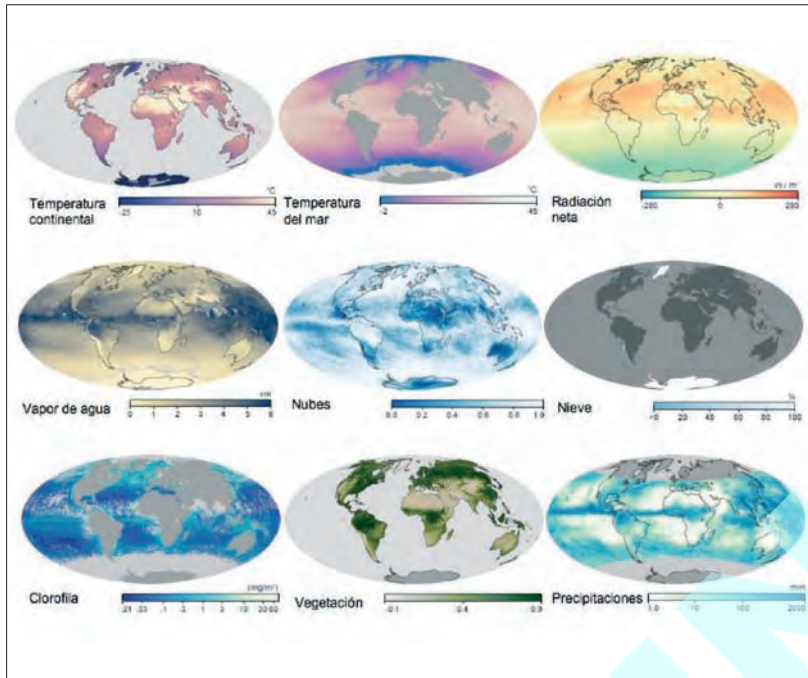 °C
Temperatura
continental
-25 10 45
°C
Temperatura
del mar
-2 45
W / m²
Radiación
neta
-280 0 280
cm
Vapor de agua
0 1 2 3 4 5 6
Nubes
0.0 0.2 0.4 0.6 0.8 1.0
%
Nieve
20 40 60 80 100
(mg/m³)
Clorofila
Vegetación
-0.1 0.4 0.9
mm
Precipitaciones
1.0 10 100 2000